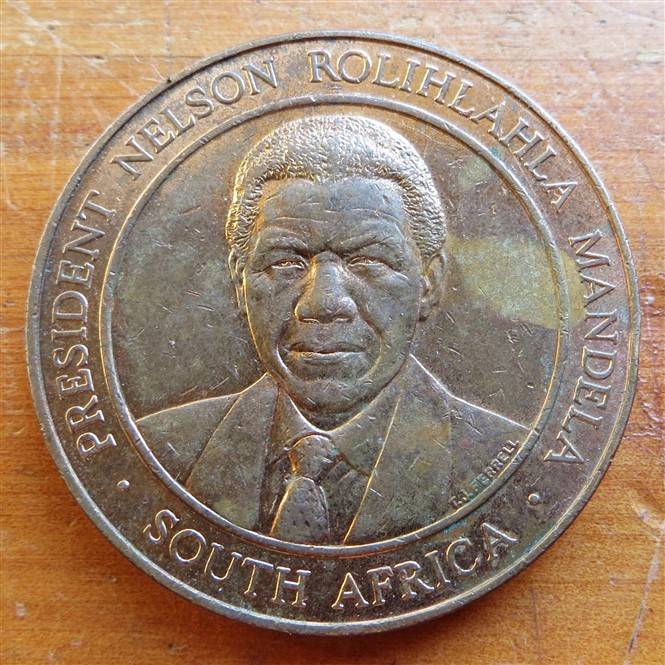 · PRESIDENT NELSON ROLIHLAHLA MANDELA ·
SOUTH AFRICA
T.J. FERRELL